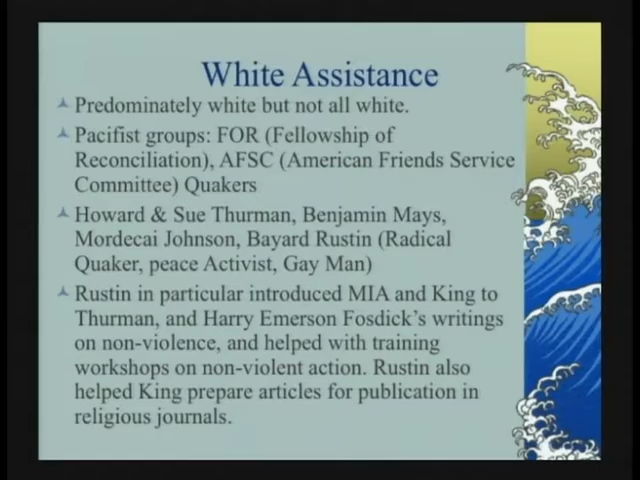 White Assistance
Predominately white but not all white.
Pacifist groups: FOR (Fellowship of
Reconciliation), AFSC (American Friends Service
Committee) Quakers
Howard & Sue Thurman, Benjamin Mays,
Mordecai Johnson, Bayard Rustin (Radical
Quaker, peace Activist, Gay Man)
Rustin in particular introduced MIA and King to
Thurman, and Harry Emerson Fosdick's writings
on non-violence, and helped with training
workshops on non-violent action. Rustin also
helped King prepare articles for publication in
religious journals.